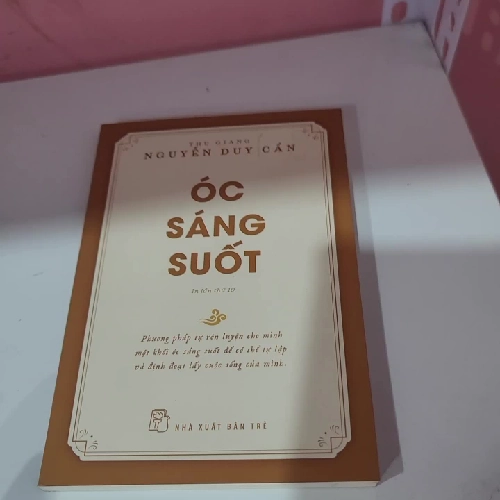 THU GIANG
NGUYỄN DUY CẦN
ÓC
SÁNG
SUỐT
Phương pháp tự rèn luyện cho mình
một khối óc sáng suốt để có thể tự lập
và định đoạt lấy cuộc sống của mình.
NHÀ XUẤT BẢN TRẺ